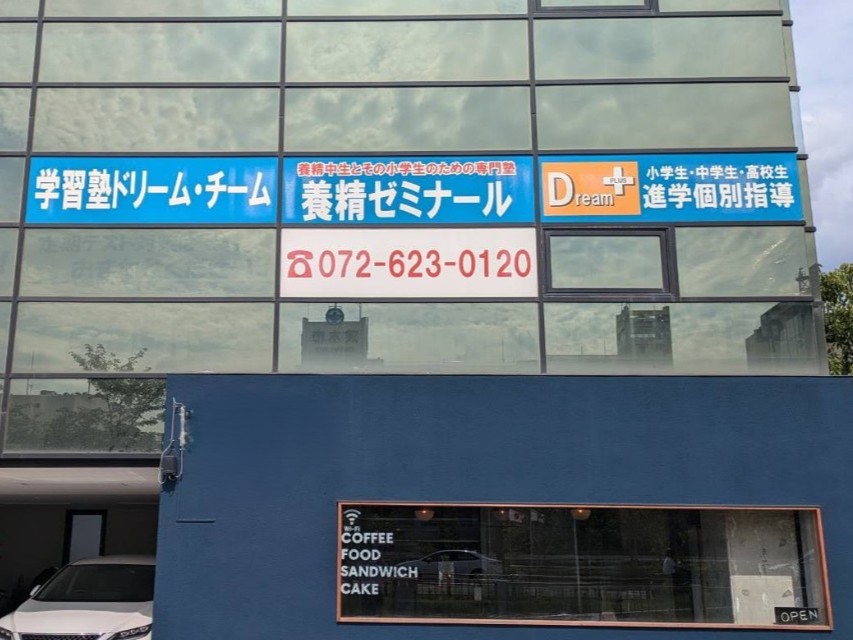 学習塾ドリーム・チーム
養精中生とその小学生のための専門塾
養精ゼミナール
Dream PLUS
小学生・中学生・高校生
進学個別指導
☎072-623-0120
Wi-Fi
COFFEE
FOOD
SANDWICH
CAKE
OPEN